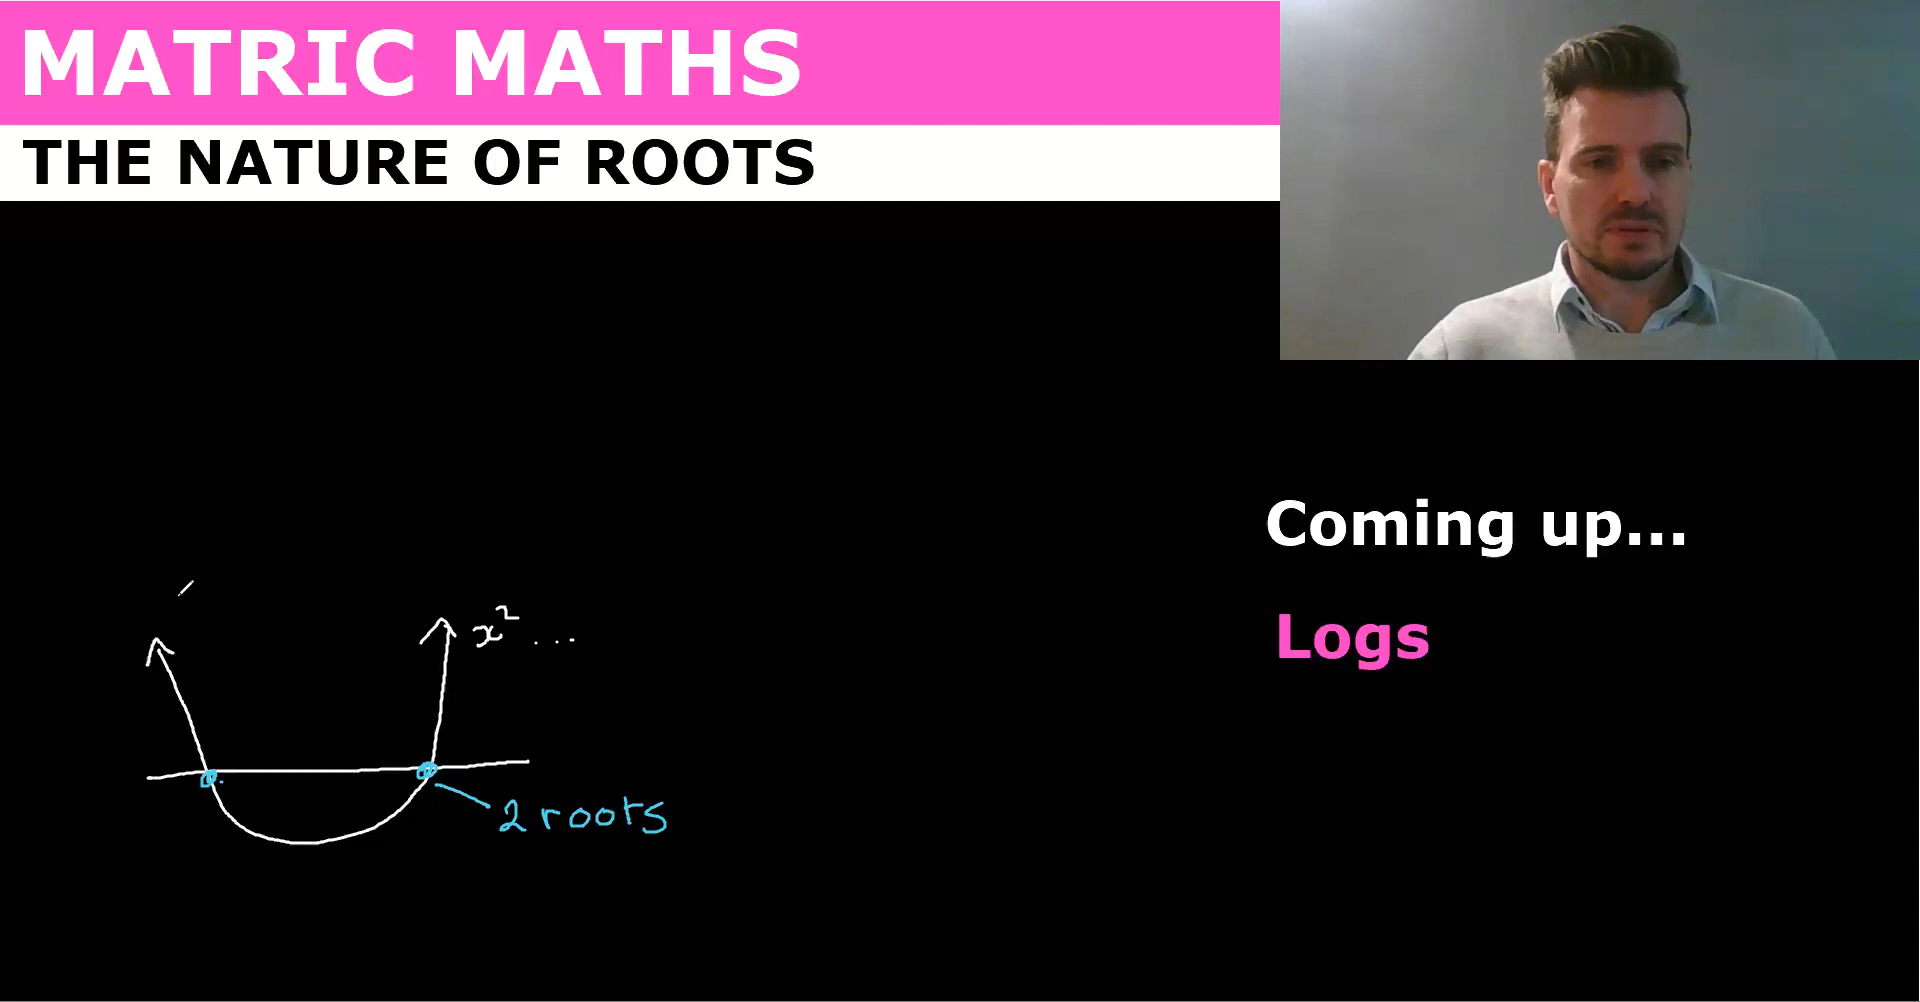 MATRIC MATHS
THE NATURE OF ROOTS
Coming up...
Logs
x² ...
2 roots